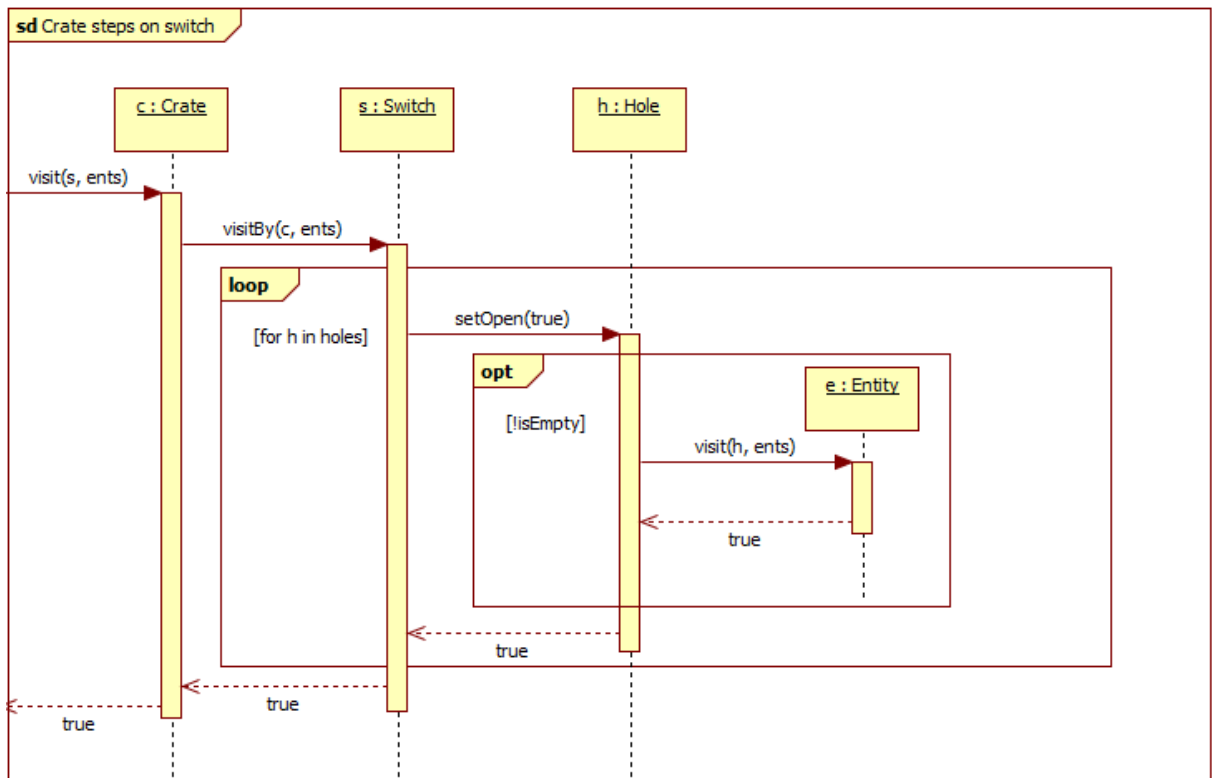 sd Crate steps on switch
c : Crate
s : Switch
h : Hole
visit(s, ents)
visitBy(c, ents)
loop
[for h in holes]
setOpen(true)
opt
[!isEmpty]
e : Entity
visit(h, ents)
true
true
true
true